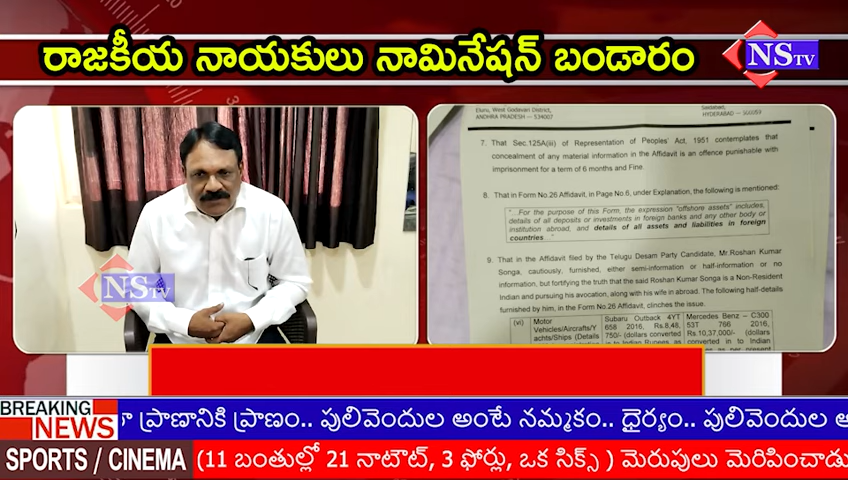 రాజకీయ నాయకులు నామినేషన్ బండారం
NS TV
Eluru, West Godavari District,
ANDHRA PRADESH – 534007
Saidabad,
HYDERABAD – 500059
7. That Sec.125A(iii) of Representation of Peoples' Act, 1951 contemplates that
concealment of any material information in the Affidavit is an offence punishable with
imprisonment for a term of 6 months and Fine.
8. That in Form No.26 Affidavit, in Page No.6, under Explanation, the following is mentioned:
"...For the purpose of this Form, the expression "offshore assets" includes,
details of all deposits or investments in foreign banks and any other body or
institution abroad, and details of all assets and liabilities in foreign
countries..."
9. That in the Affidavit filed by the Telugu Desam Party Candidate, Mr.Roshan Kumar
Songa, cautiously, furnished, either semi-information or half-information or no
information, but fortifying the truth that the said Roshan Kumar Songa is a Non-Resident
Indian and pursuing his avocation, along with his wife in abroad. The following half-details
furnished by him, in the Form No.26 Affidavit, clinches the issue.
(vi) Motor
Vehicles/Aircrafts/Y
achts/Ships (Details
Subaru Outback 4YT
658 2016, Rs.8,48,
750/- (dollars converted
in to Indian Rupees, as
Mercedes Benz – C300
53T 766 2016,
Rs.10,37,000/- (dollars
converted in to Indian
NS TV
BREAKING NEWS
ప్రాణానికి ప్రాణం.. పులివెందుల అంటే నమ్మకం.. ధైర్యం.. పులివెందుల
SPORTS / CINEMA
(11 బంతుల్లో 21 నాటౌట్, 3 ఫోర్లు, ఒక సిక్స్ ) మెరుపులు మెరిపించాడు